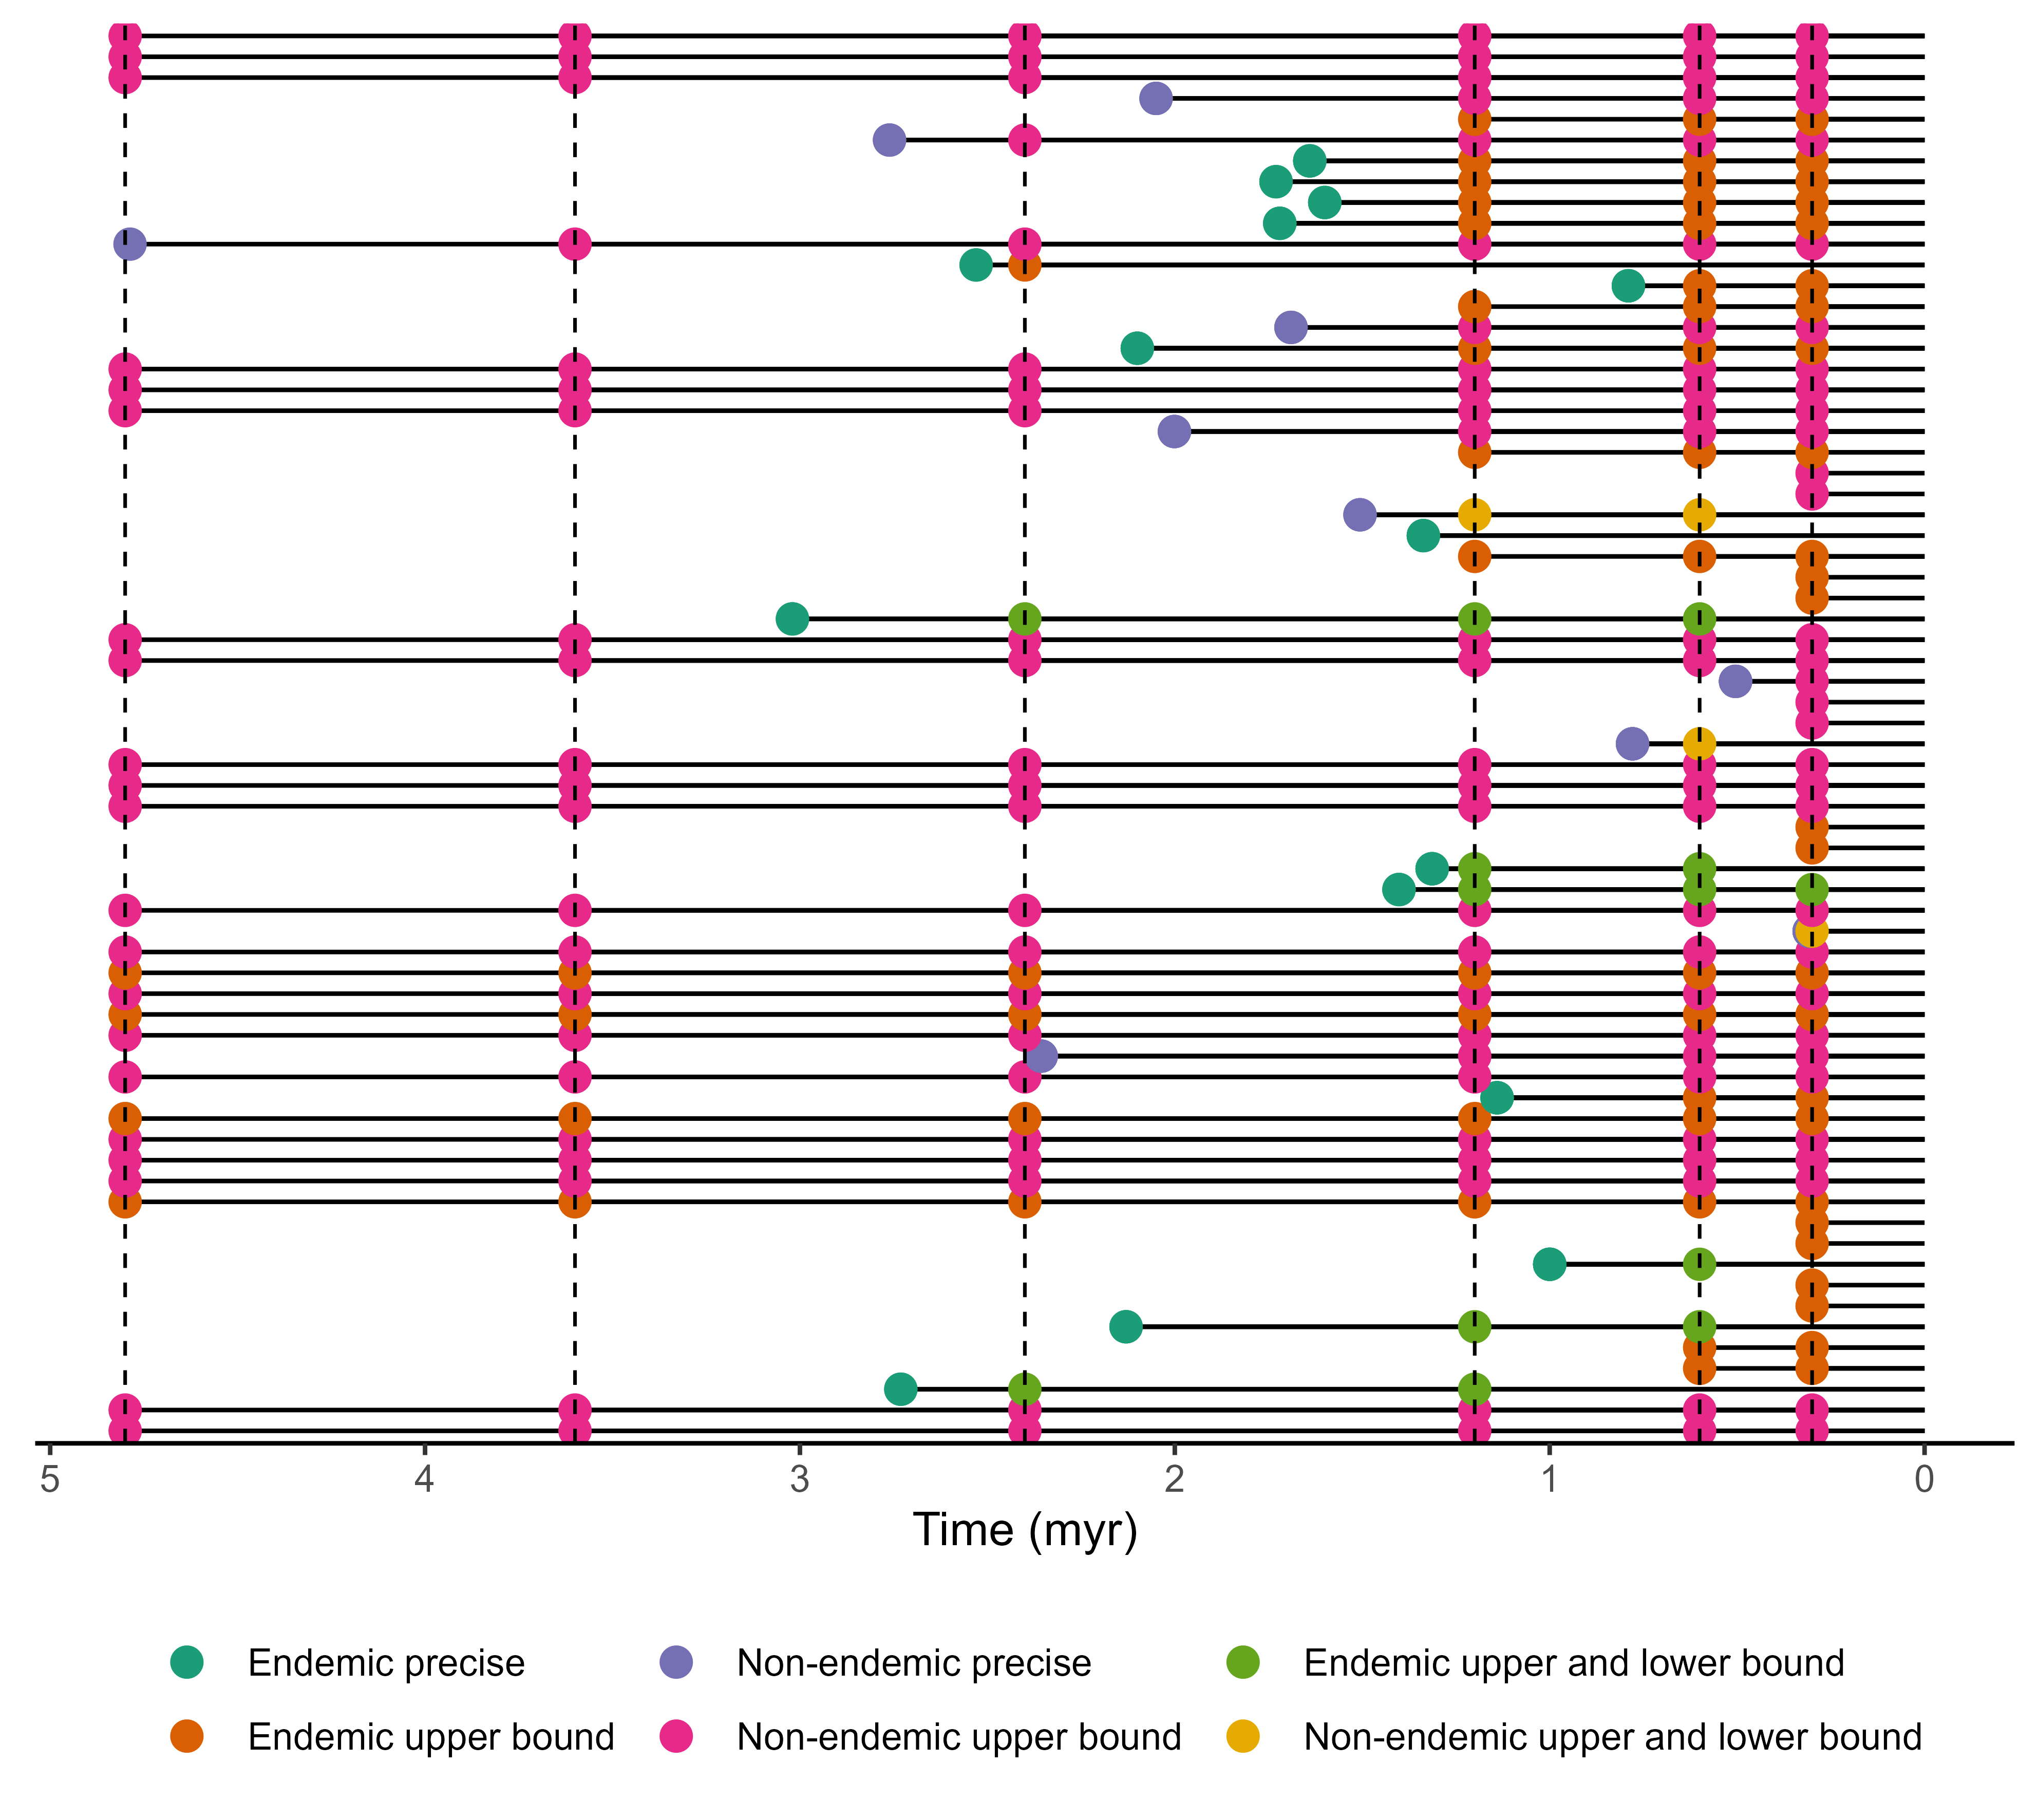 5 4 3 2 1 0
Time (myr)
Endemic precise Non-endemic precise Endemic upper and lower bound
Endemic upper bound Non-endemic upper bound Non-endemic upper and lower bound